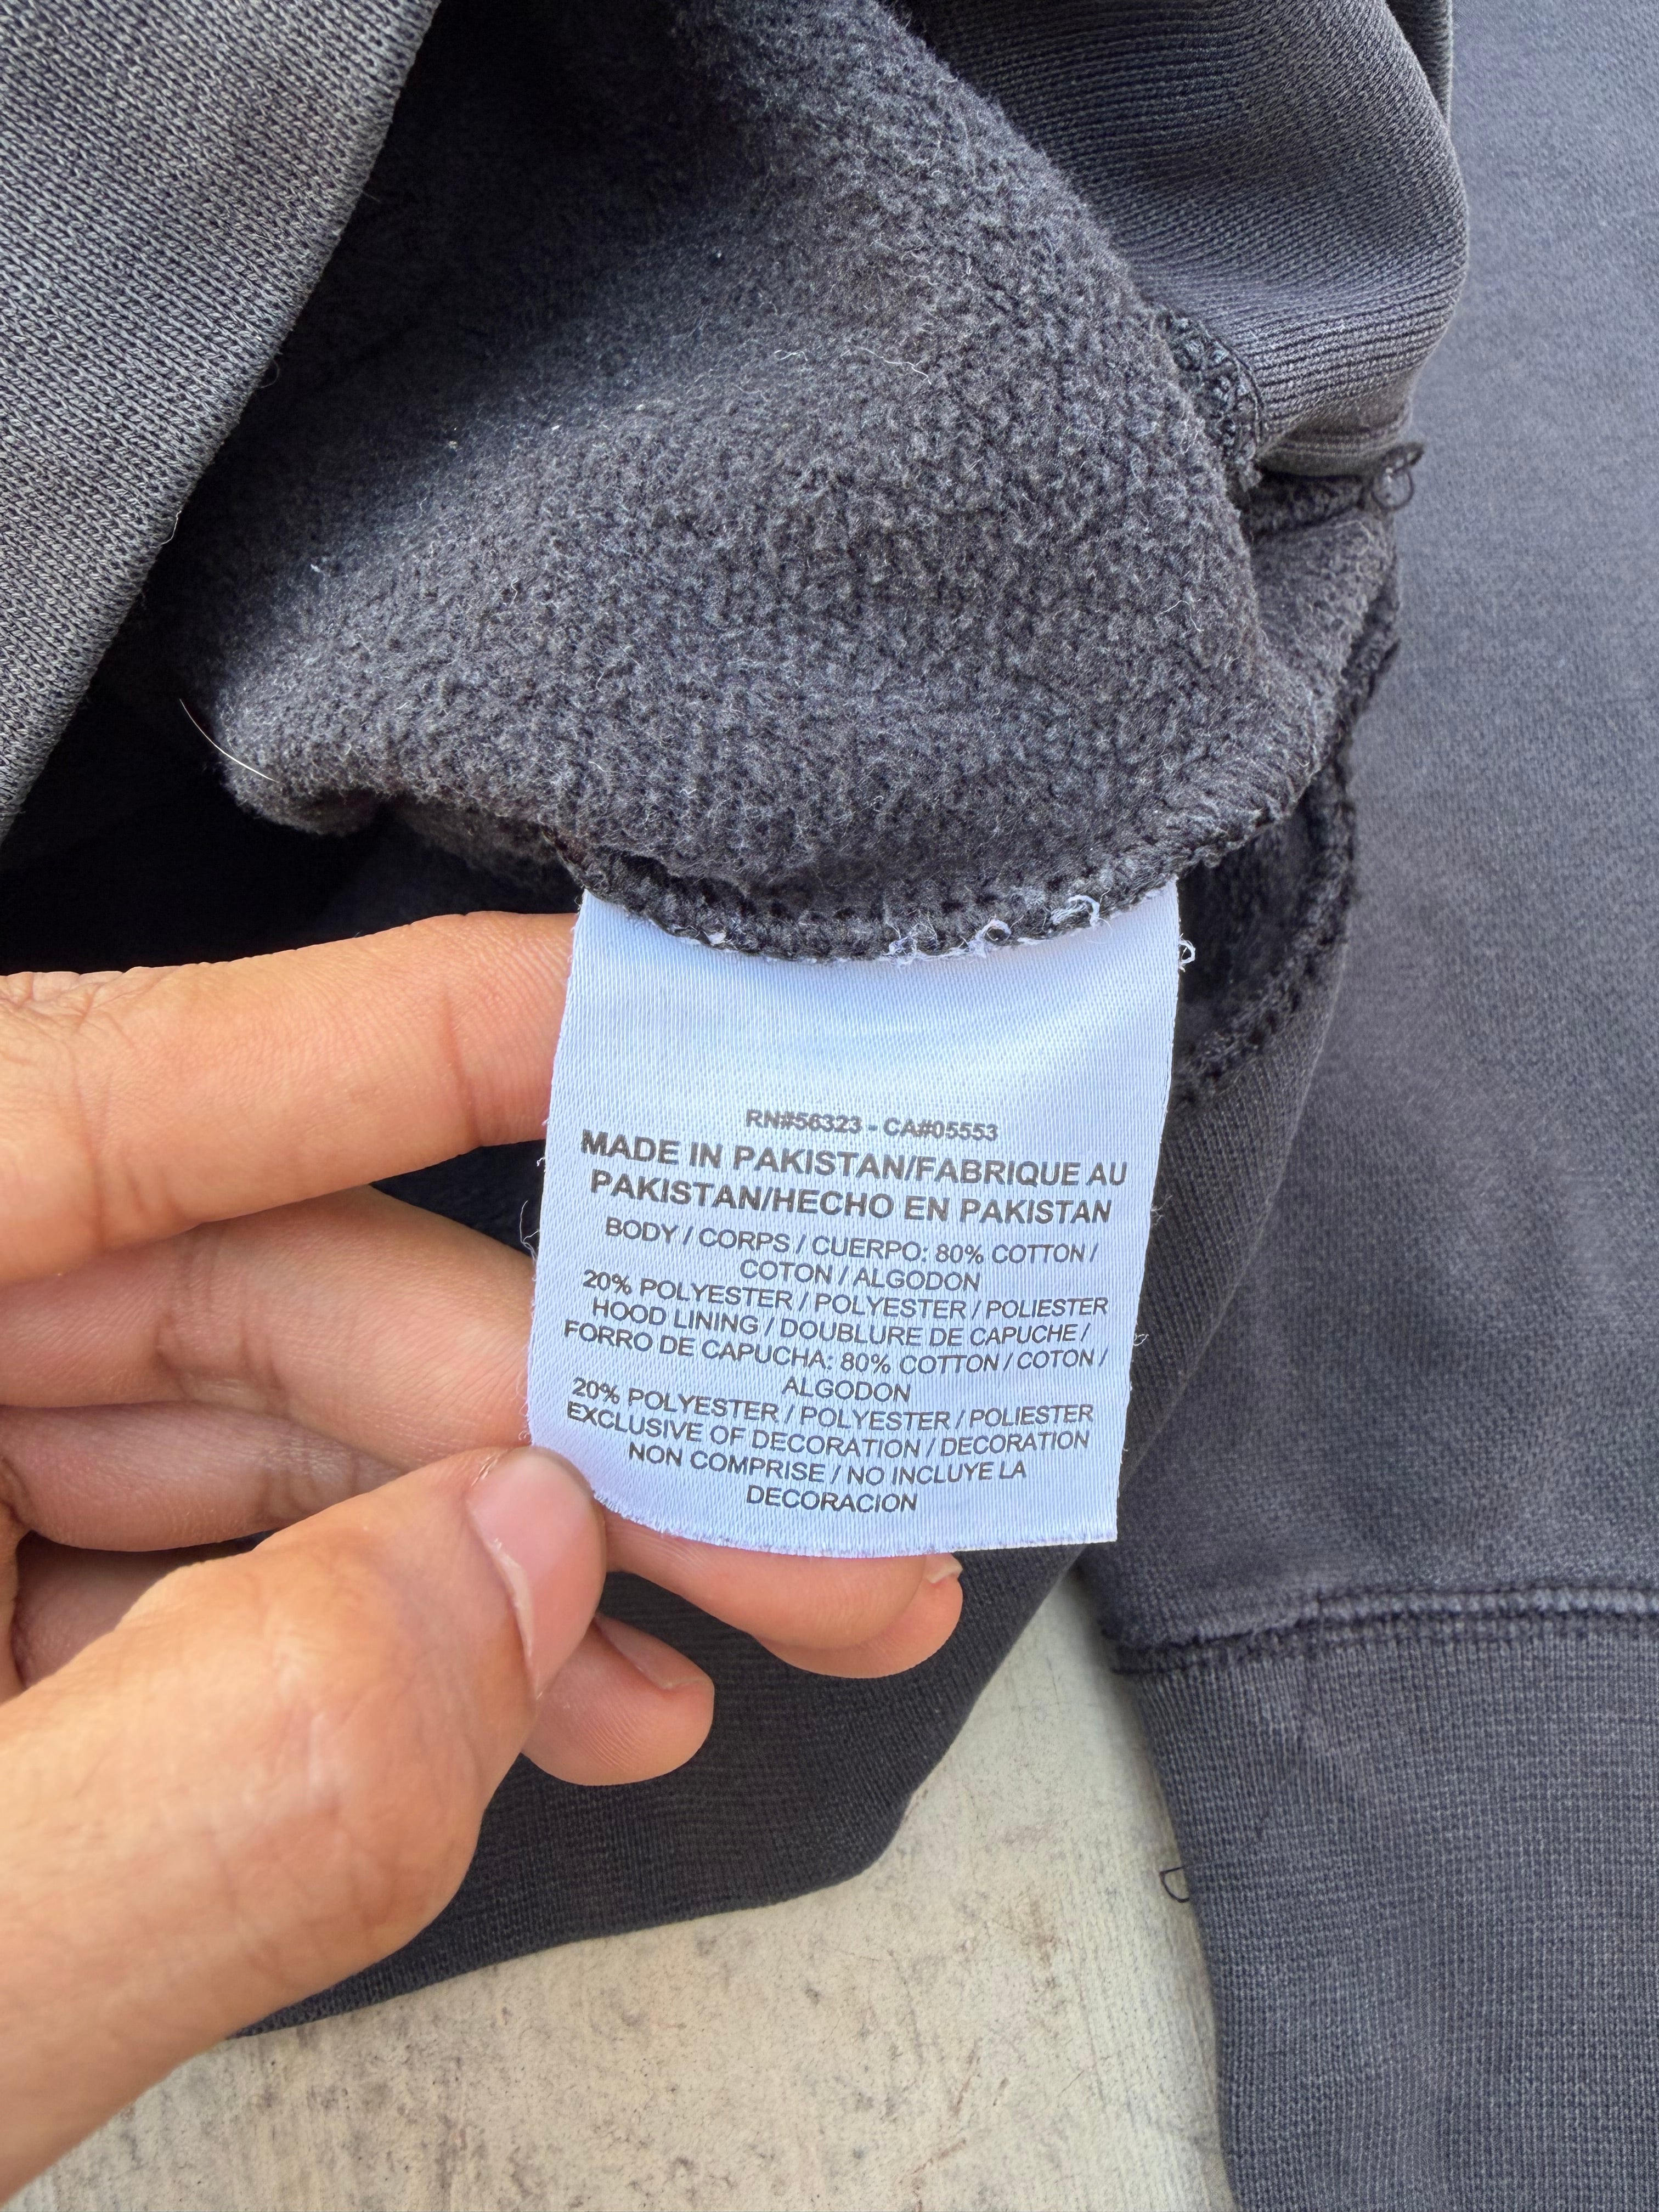 RN#56323 - CA#05553
MADE IN PAKISTAN/FABRIQUE AU
PAKISTAN/HECHO EN PAKISTAN
BODY / CORPS / CUERPO: 80% COTTON /
COTON / ALGODON
20% POLYESTER / POLYESTER / POLIESTER
HOOD LINING / DOUBLURE DE CAPUCHE /
FORRO DE CAPUCHA: 80% COTTON / COTON /
ALGODON
20% POLYESTER / POLYESTER / POLIESTER
EXCLUSIVE OF DECORATION / DECORATION
NON COMPRISE / NO INCLUYE LA
DECORACION